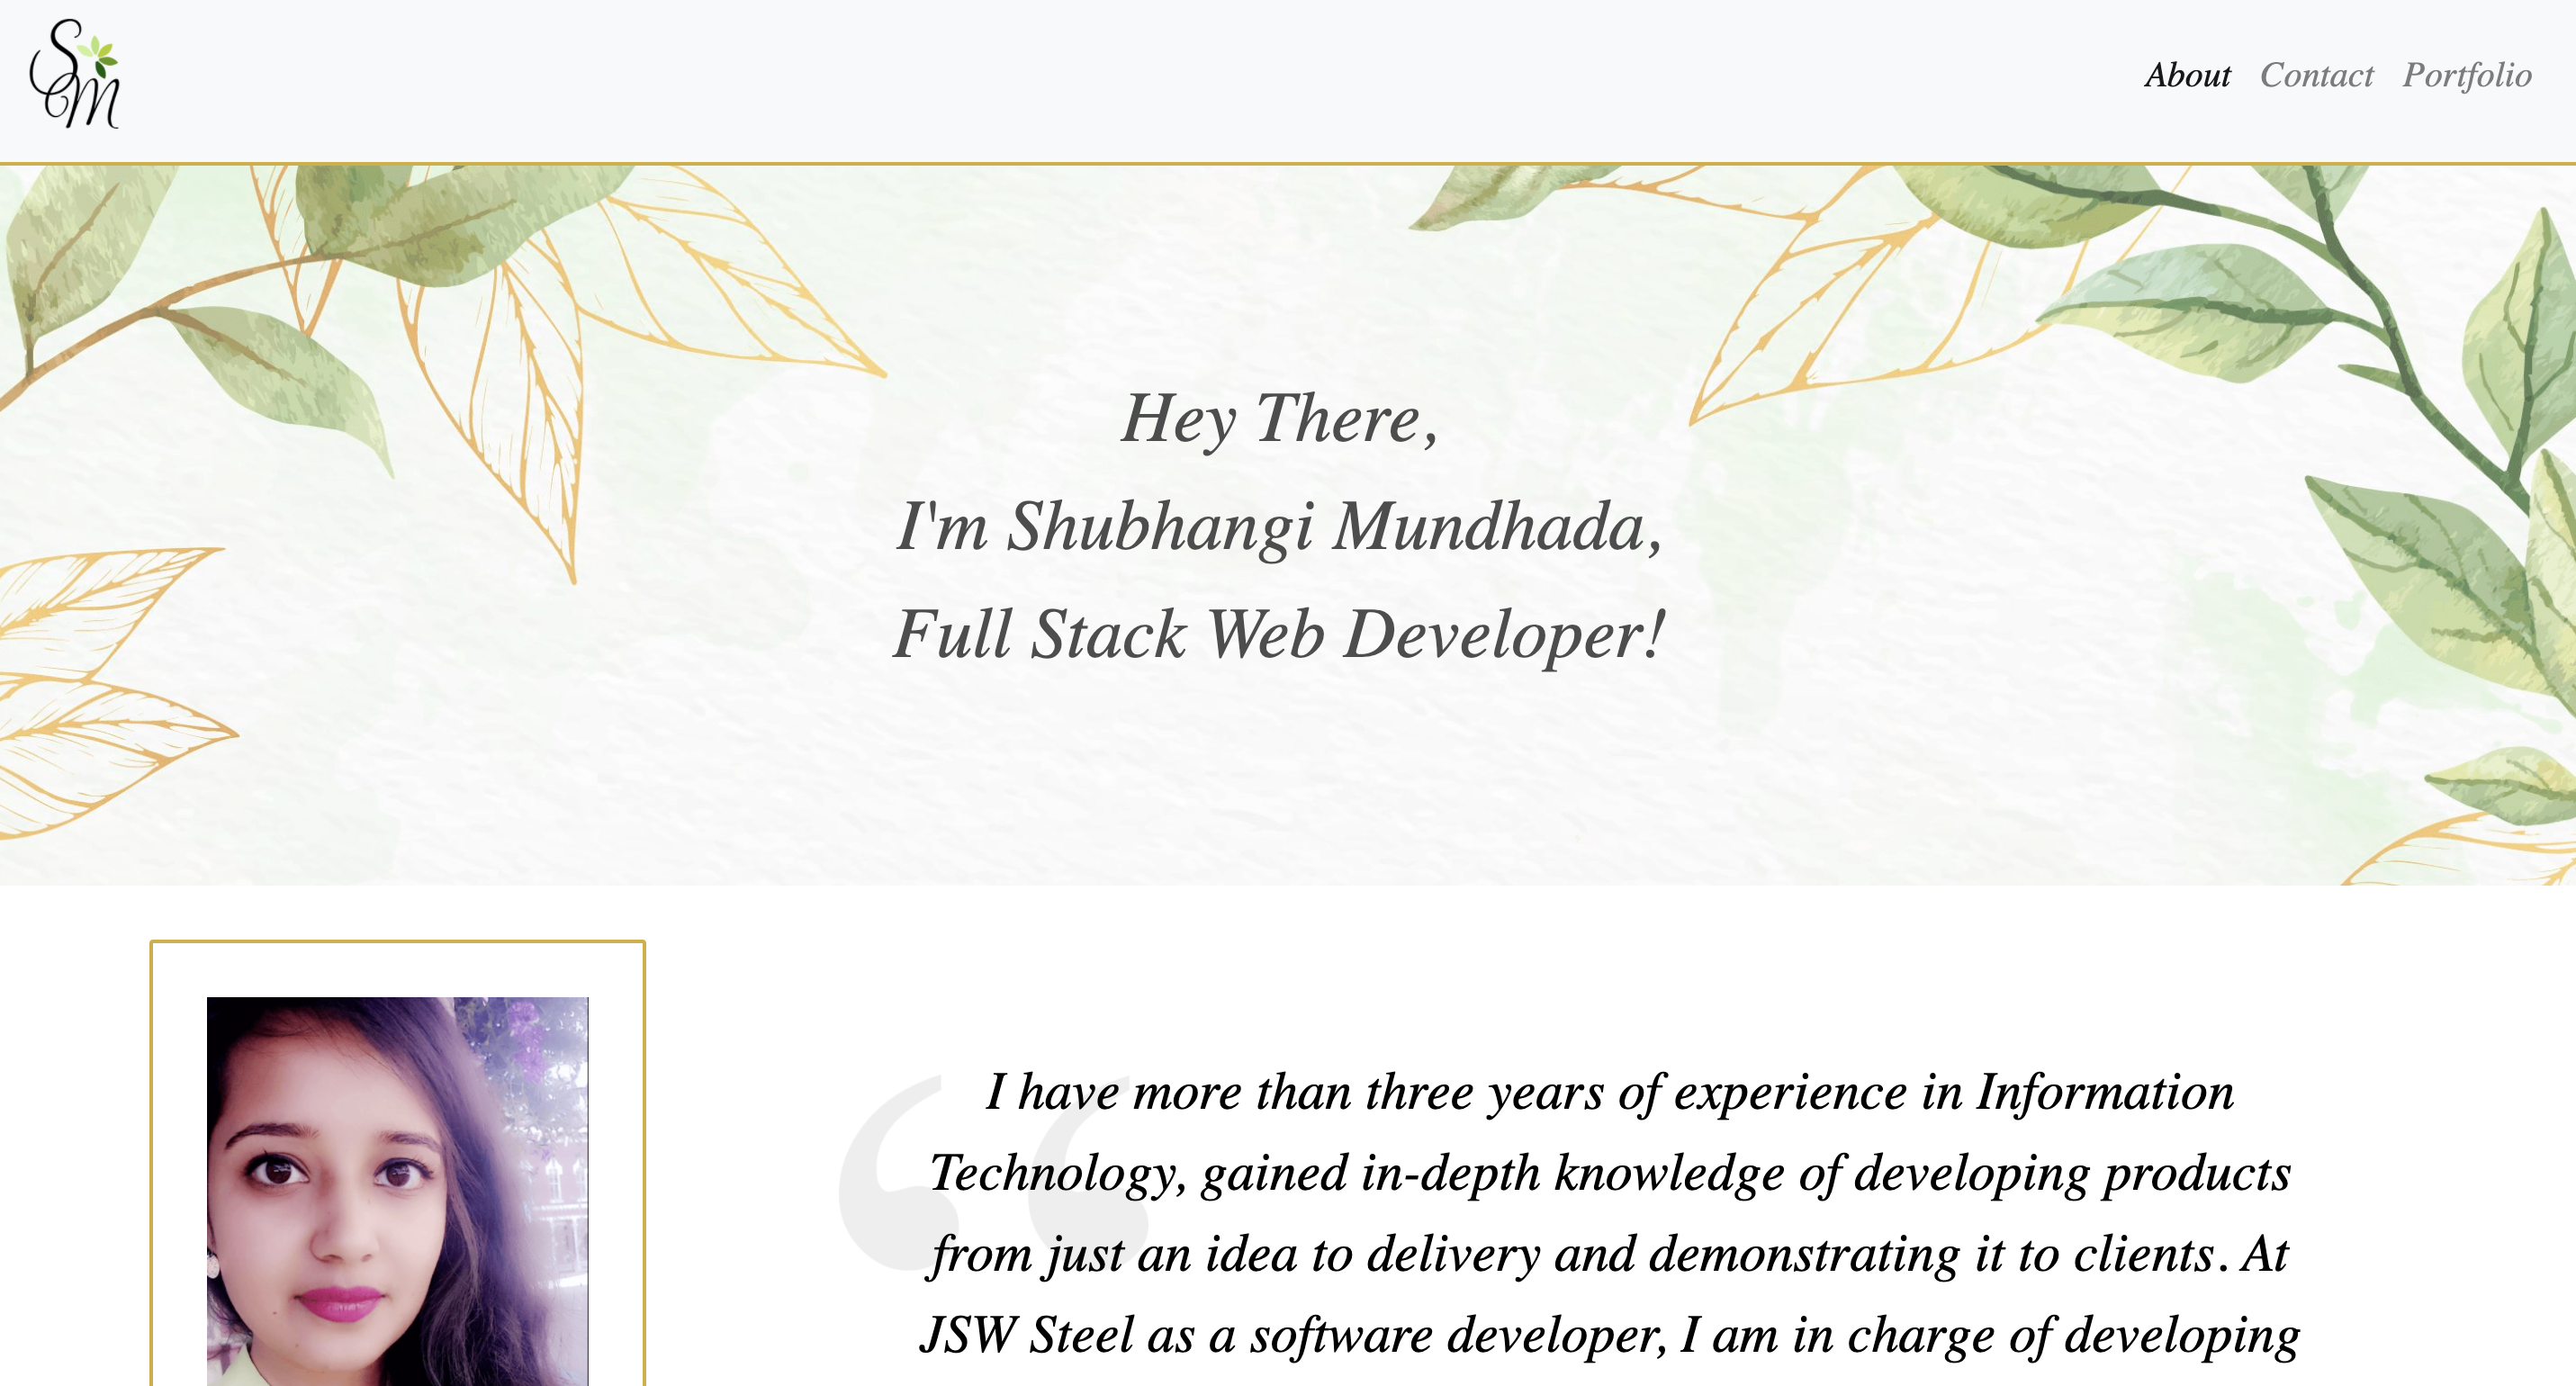 SM
About Contact Portfolio
Hey There,
I'm Shubhangi Mundhada,
Full Stack Web Developer!
“
I have more than three years of experience in Information
Technology, gained in-depth knowledge of developing products
from just an idea to delivery and demonstrating it to clients. At
JSW Steel as a software developer, I am in charge of developing